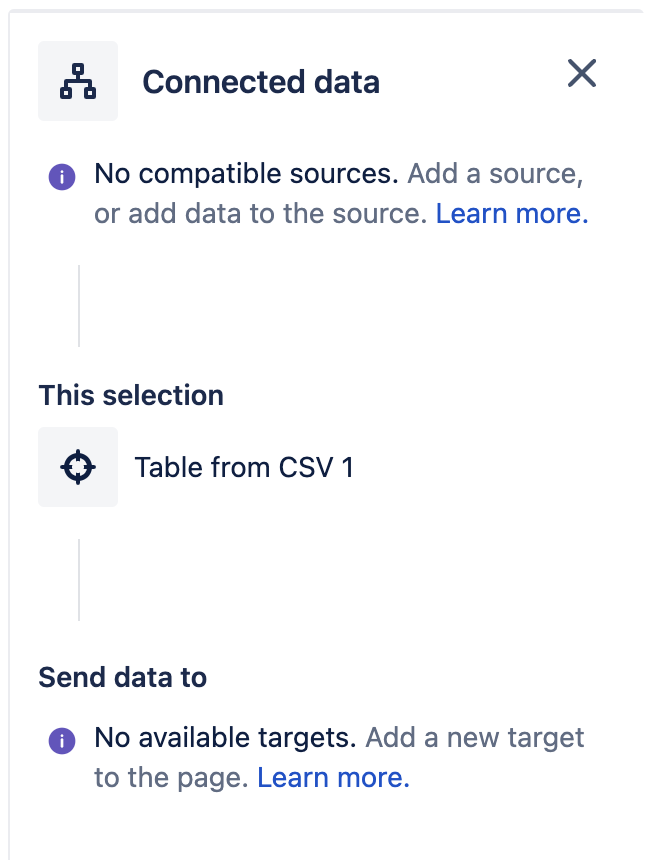 Connected data
No compatible sources. Add a source,
or add data to the source. Learn more.
This selection
Table from CSV 1
Send data to
No available targets. Add a new target
to the page. Learn more.